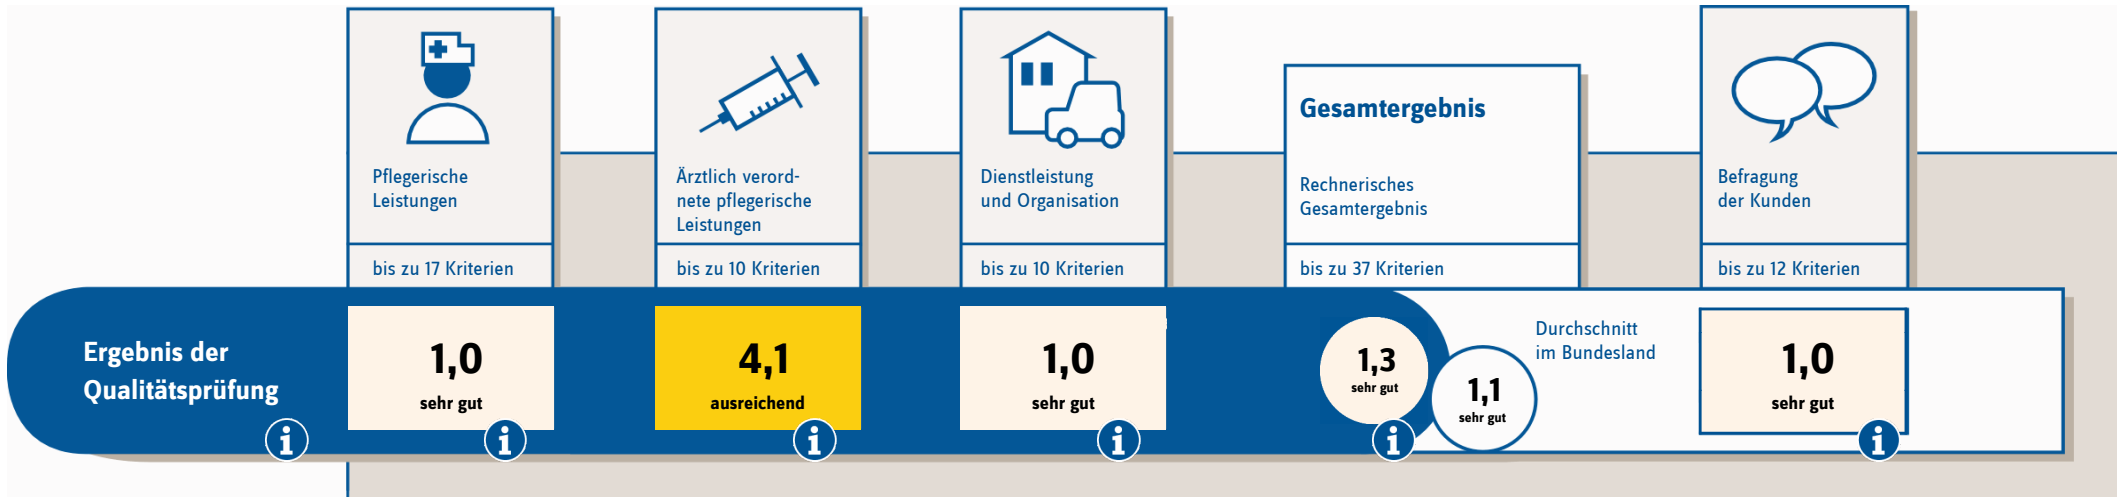 Pflegerische
Leistungen
bis zu 17 Kriterien
Ärztlich verord-
nete pflegerische
Leistungen
bis zu 10 Kriterien
Dienstleistung
und Organisation
bis zu 10 Kriterien
Gesamtergebnis
Rechnerisches
Gesamtergebnis
bis zu 37 Kriterien
Befragung
der Kunden
bis zu 12 Kriterien
Ergebnis der
Qualitätsprüfung
i
1,0
sehr gut
i
4,1
ausreichend
i
1,0
sehr gut
i
1,3
sehr gut
i
1,1
sehr gut
Durchschnitt
im Bundesland
1,0
sehr gut
i